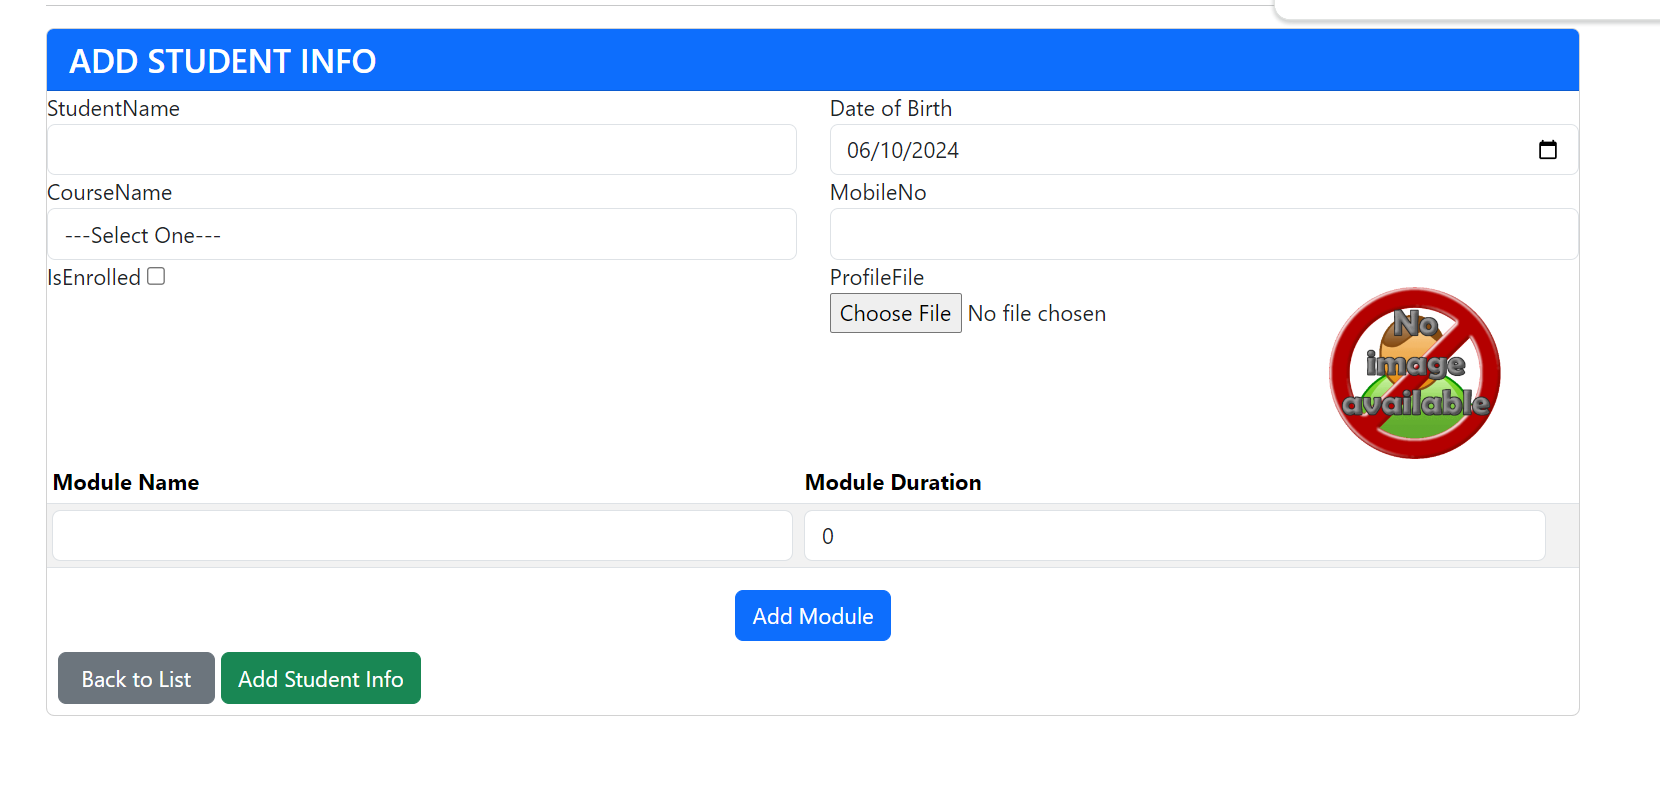 ADD STUDENT INFO
StudentName
Date of Birth
06/10/2024
CourseName
MobileNo
---Select One---
IsEnrolled
ProfileFile
Choose File No file chosen
No
image
available
Module Name
Module Duration
0
Add Module
Back to List
Add Student Info